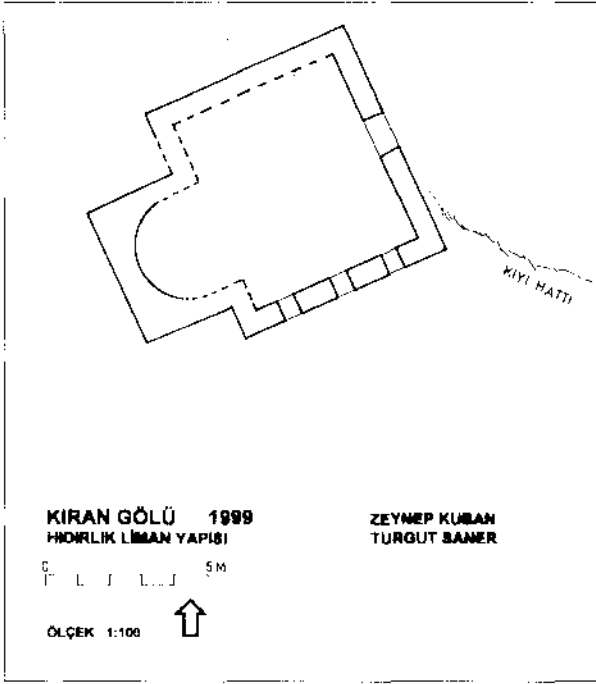 KIYI HATTI
KIRAN GÖLÜ 1999
HIDIRLIK LİMAN YAPISI
ZEYNEP KUBAN
TURGUT SANER
0 5 M
ÖLÇEK 1:100